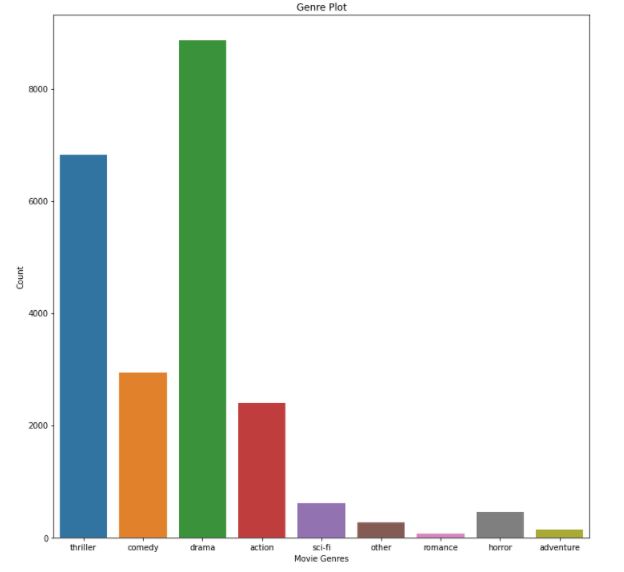 Genre Plot
Count
8000
6000
4000
2000
0
thriller comedy drama action sci-fi other romance horror adventure
Movie Genres